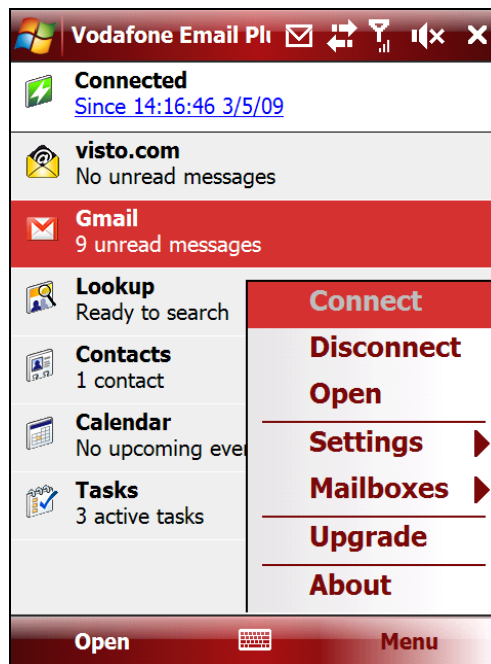 Vodafone Email Plu
Connected
Since 14:16:46 3/5/09
visto.com
No unread messages
Gmail
9 unread messages
Lookup
Ready to search
Contacts
1 contact
Calendar
No upcoming eve
Tasks
3 active tasks
Connect
Disconnect
Open
Settings
Mailboxes
Upgrade
About
Open
Menu